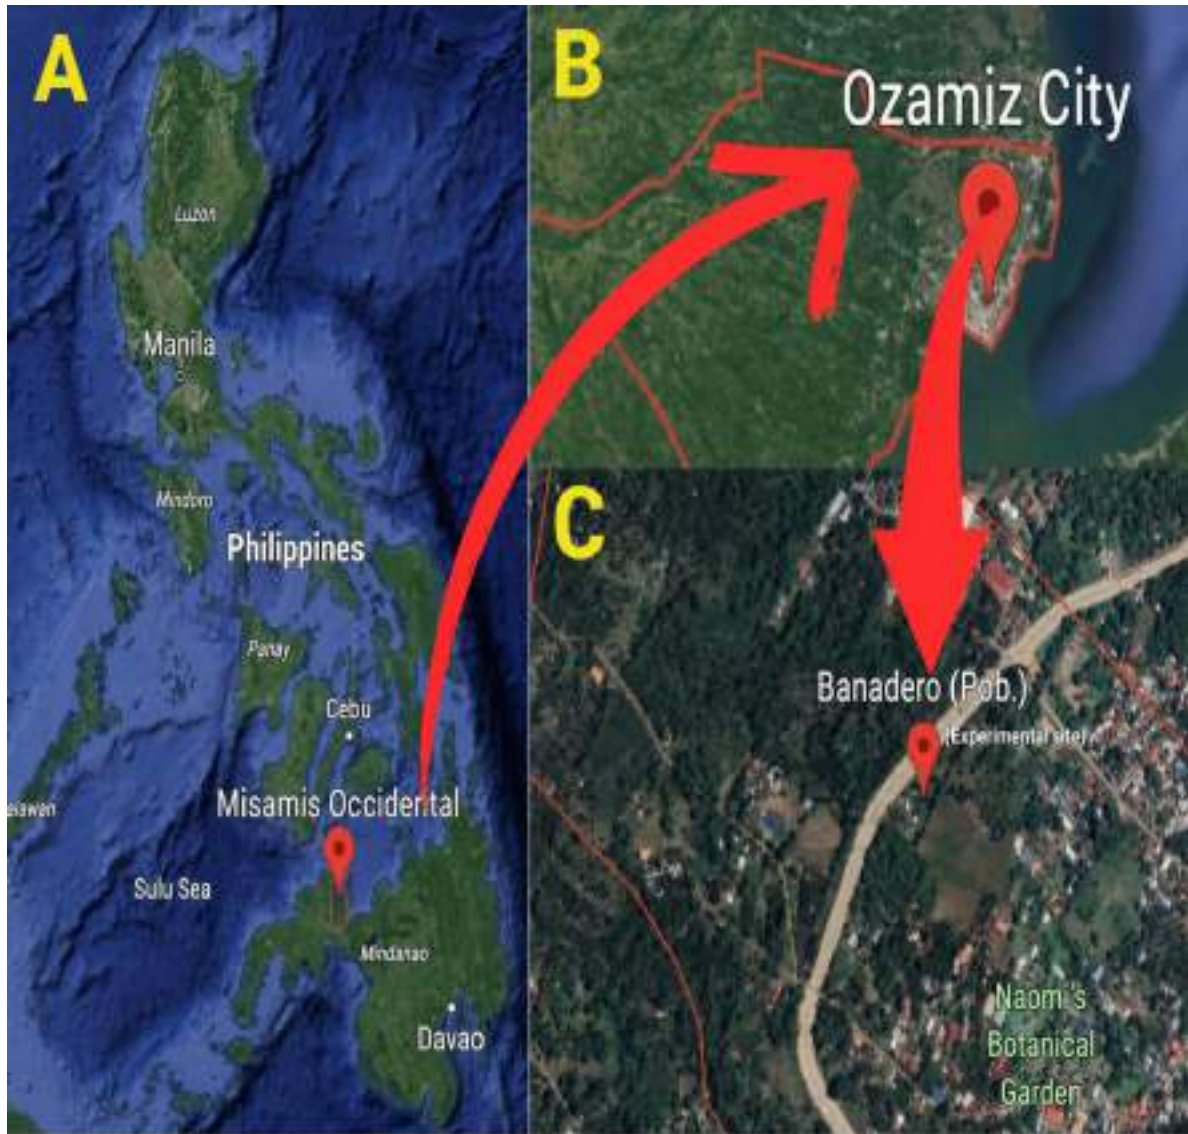 A
Luzon
Manila
Mindoro
Philippines
Panay
Cebu
Misamis Occidental
Sulu Sea
Mindanao
Davao
B
Ozamiz City
C
Banadero (Pob.)
(Experimental site)
Naomi's
Botanical
Garden